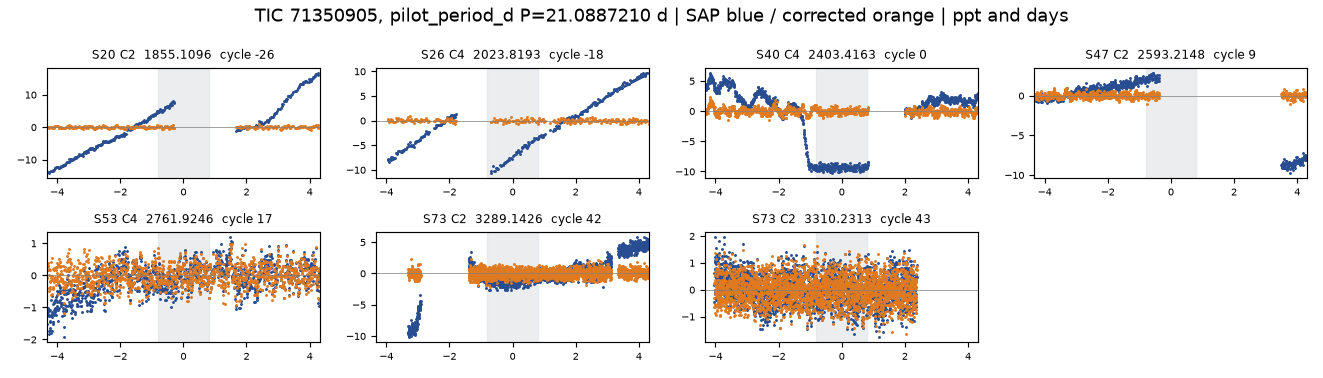 TIC 71350905, pilot_period_d P=21.0887210 d | SAP blue / corrected orange | ppt and days
S20 C2  1855.1096  cycle -26
S26 C4  2023.8193  cycle -18
S40 C4  2403.4163  cycle 0
S47 C2  2593.2148  cycle 9
10
0
−10
−4 −2 0 2 4
10
5
0
−5
−10
−4 −2 0 2 4
5
0
−5
−10
−4 −2 0 2 4
0
−5
−10
−4 −2 0 2 4
S53 C4  2761.9246  cycle 17
S73 C2  3289.1426  cycle 42
S73 C2  3310.2313  cycle 43
1
0
−1
−2
−4 −2 0 2 4
5
0
−5
−10
−4 −2 0 2 4
2
1
0
−1
−4 −2 0 2 4